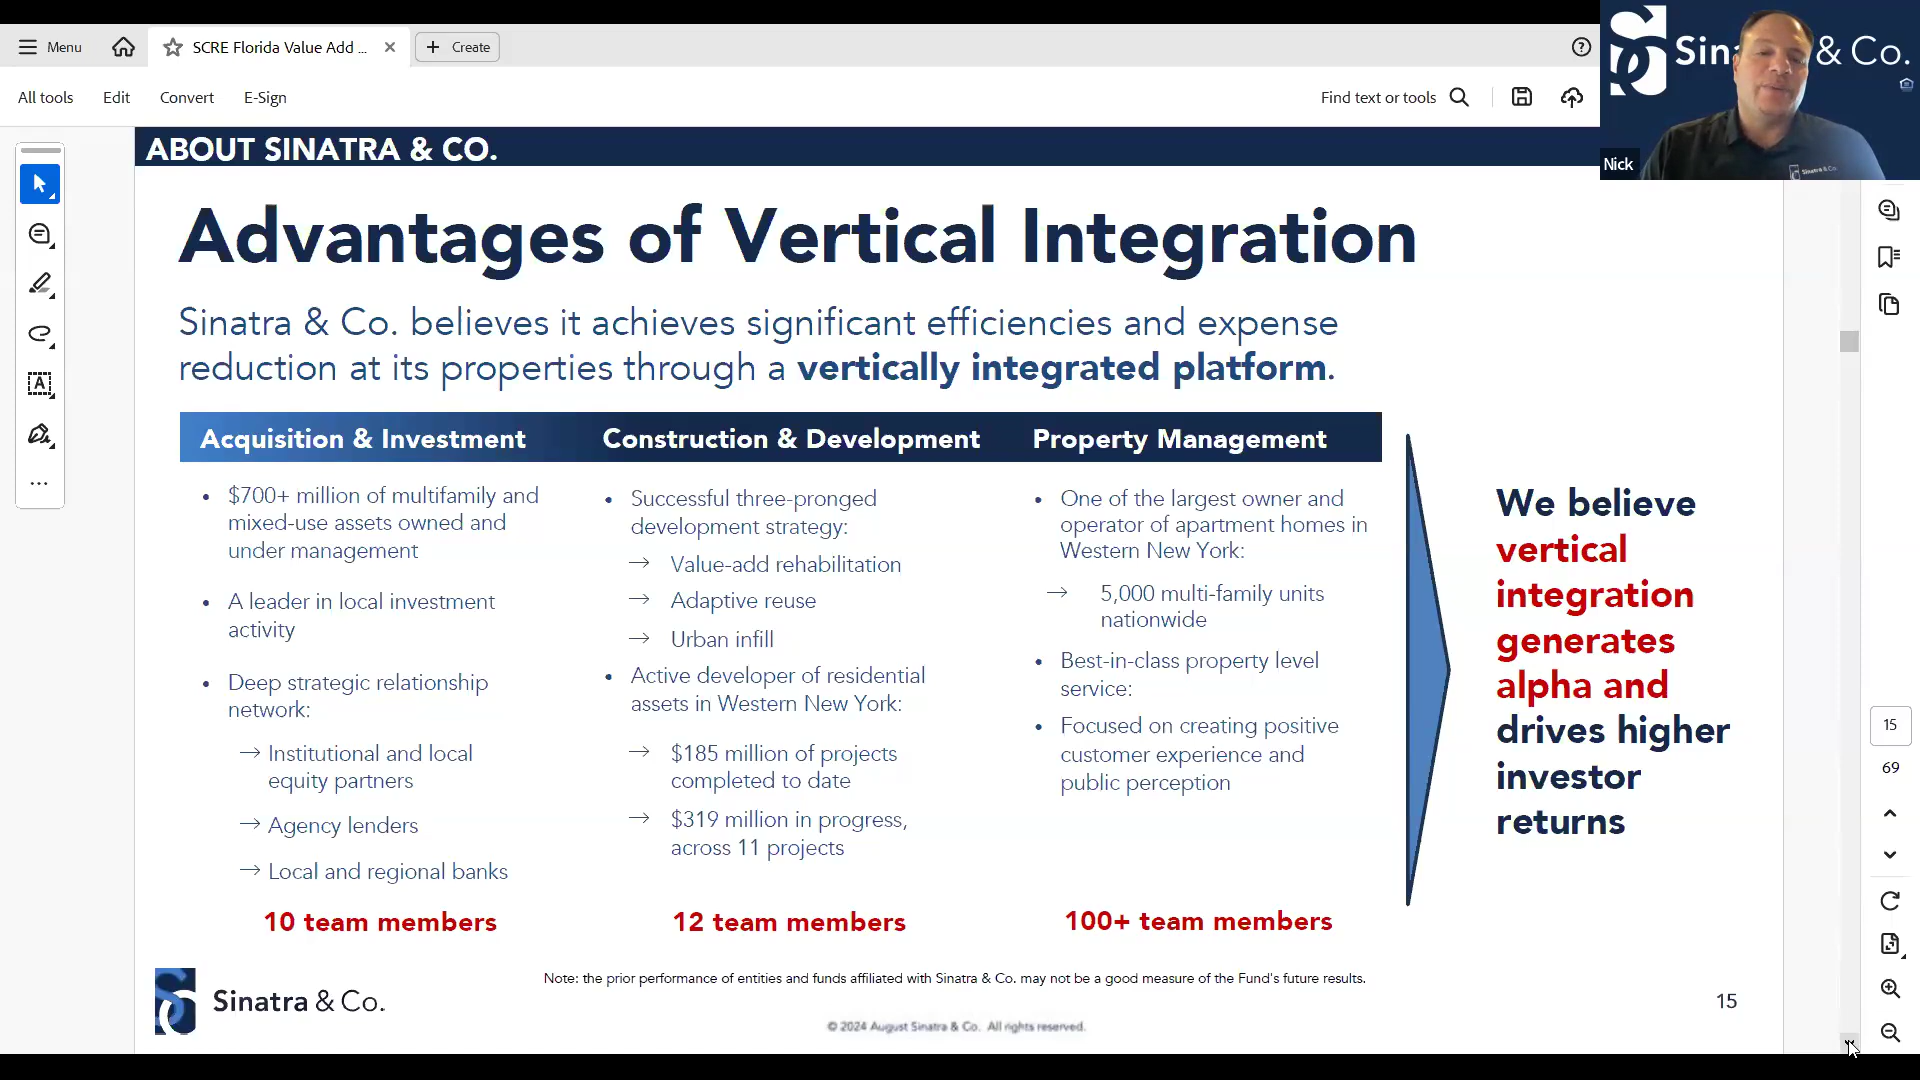 Menu
SCRE Florida Value Add ...
Create
All tools
Edit
Convert
E-Sign
Find text or tools
Sin
& Co.
Nick
Sinatra & Co.
ABOUT SINATRA & CO.
Advantages of Vertical Integration
Sinatra & Co. believes it achieves significant efficiencies and expense
reduction at its properties through a vertically integrated platform.
Acquisition & Investment
• $700+ million of multifamily and
mixed-use assets owned and
under management
• A leader in local investment
activity
• Deep strategic relationship
network:
→ Institutional and local
equity partners
→ Agency lenders
→ Local and regional banks
10 team members
Construction & Development
• Successful three-pronged
development strategy:
→ Value-add rehabilitation
→ Adaptive reuse
→ Urban infill
• Active developer of residential
assets in Western New York:
→ $185 million of projects
completed to date
→ $319 million in progress,
across 11 projects
12 team members
Property Management
• One of the largest owner and
operator of apartment homes in
Western New York:
→ 5,000 multi-family units
nationwide
• Best-in-class property level
service:
• Focused on creating positive
customer experience and
public perception
100+ team members
We believe
vertical
integration
generates
alpha and
drives higher
investor
returns
Note: the prior performance of entities and funds affiliated with Sinatra & Co. may not be a good measure of the Fund's future results.
Sinatra & Co.
© 2024 August Sinatra & Co. All rights reserved.
15
15
69